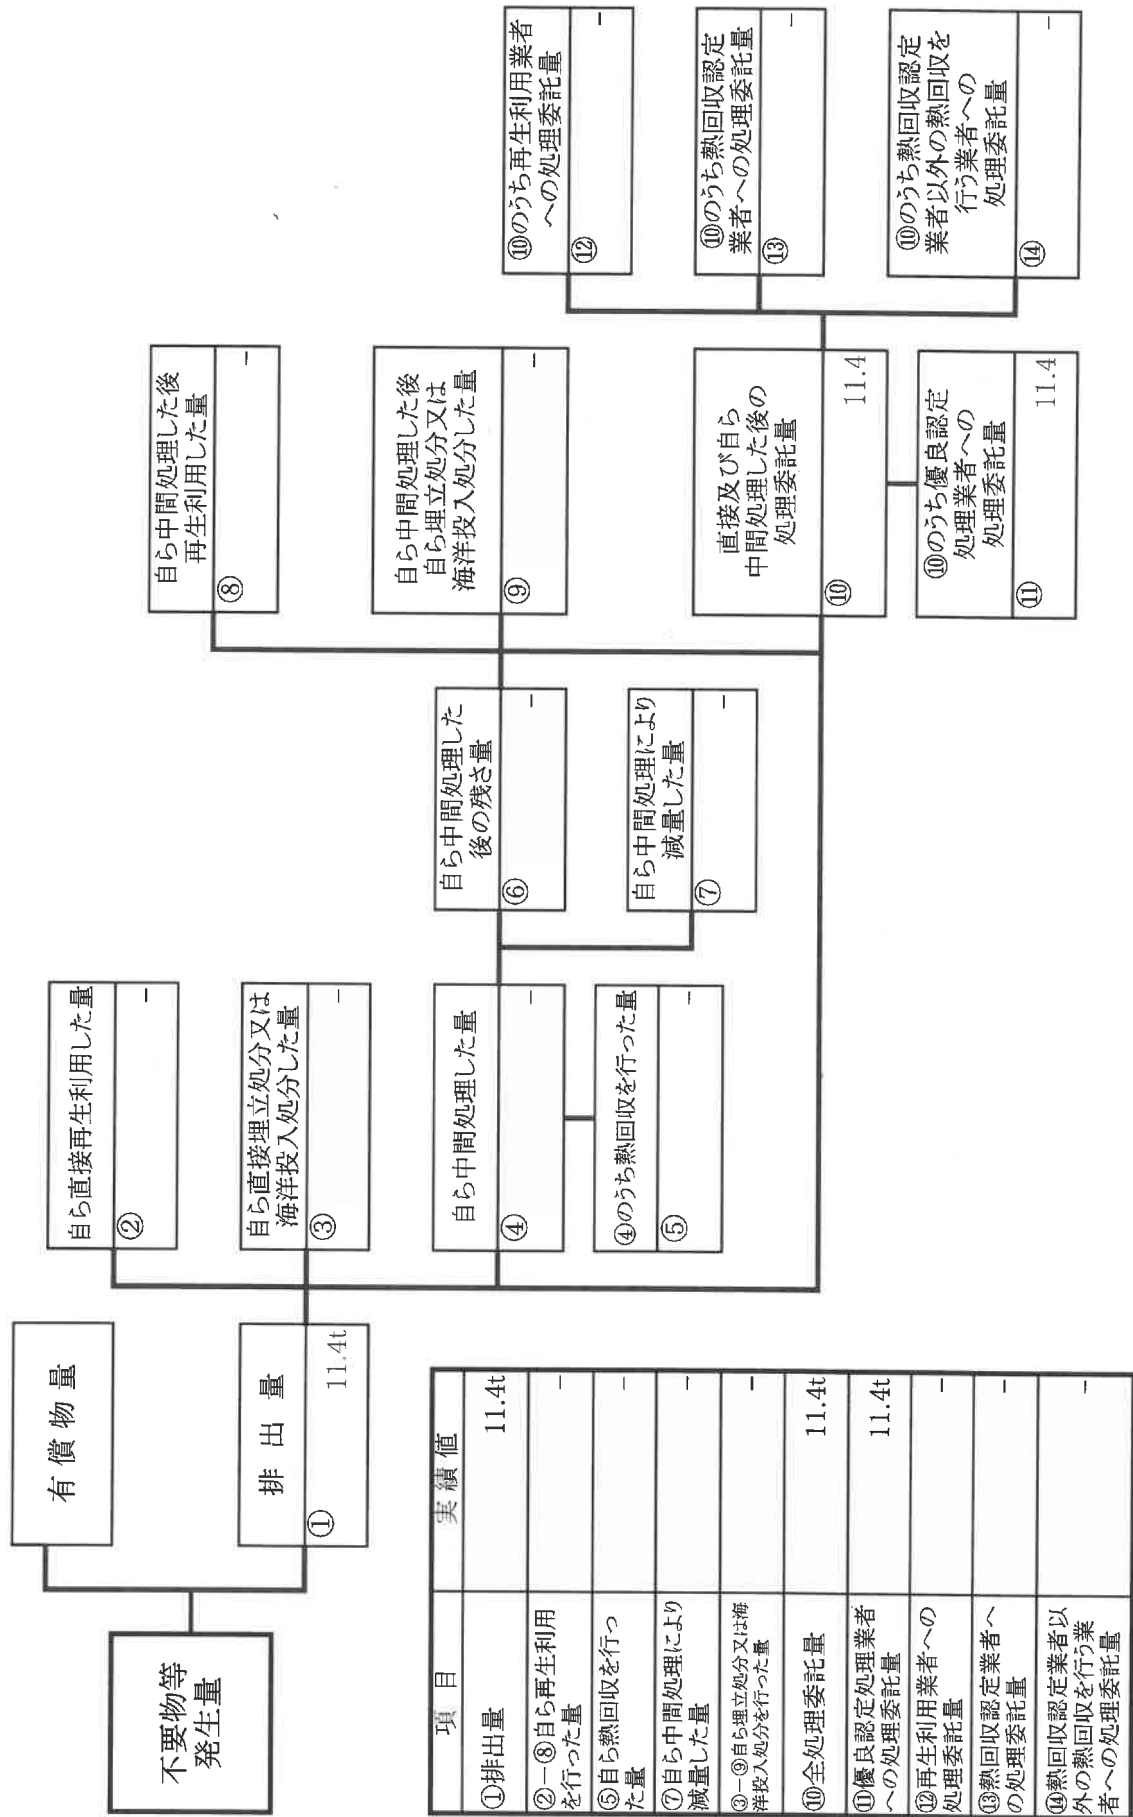 不要物等
発生量
有償物量
排出量
①
11.4t
自ら直接再生利用した量
②
−
自ら直接埋立処分又は
海洋投入処分した量
③
−
自ら中間処理した量
④
−
④のうち熱回収を行った量
⑤
−
自ら中間処理した
後の残さ量
⑥
−
自ら中間処理により
減量した量
⑦
−
自ら中間処理した後
再生利用した量
⑧
−
自ら中間処理した後
自ら埋立処分又は
海洋投入処分した量
⑨
−
直接及び自ら
中間処理した後の
処理委託量
⑩
11.4
⑩のうち優良認定
処理業者への
処理委託量
⑪
11.4
⑩のうち再生利用業者
への処理委託量
⑫
−
⑩のうち熱回収認定
業者への処理委託量
⑬
−
⑩のうち熱回収認定
業者以外の熱回収を
行う業者への
処理委託量
⑭
−
項目 実績値
①排出量 11.4t
②−⑧自ら再生利用
を行った量 −
⑤自ら熱回収を行っ
た量 −
⑦自ら中間処理により
減量した量 −
③−⑨自ら埋立処分又は海
洋投入処分を行った量 −
⑩全処理委託量 11.4t
⑪優良認定処理業者
への処理委託量 11.4t
⑫再生利用業者への
処理委託量 −
⑬熱回収認定業者へ
の処理委託量 −
⑭熱回収認定業者以
外の熱回収を行う業
者への処理委託量 −